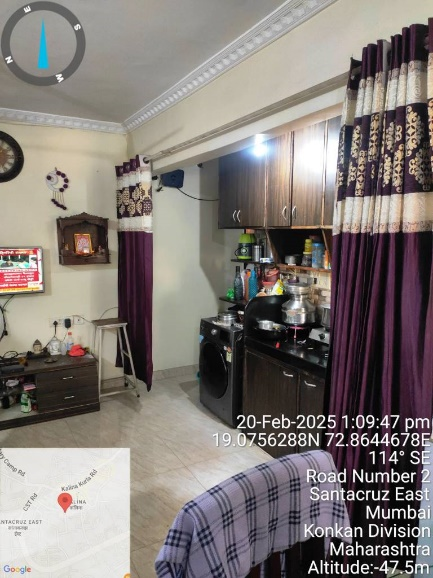 N
E
S
W
20-Feb-2025 1:09:47 pm
19.0756288N 72.8644678E
114° SE
Road Number 2
Santacruz East
Mumbai
Konkan Division
Maharashtra
Altitude:-47.5m
Kalina Kurla Rd
CST Rd
LINA
SANTACRUZ EAST
Google